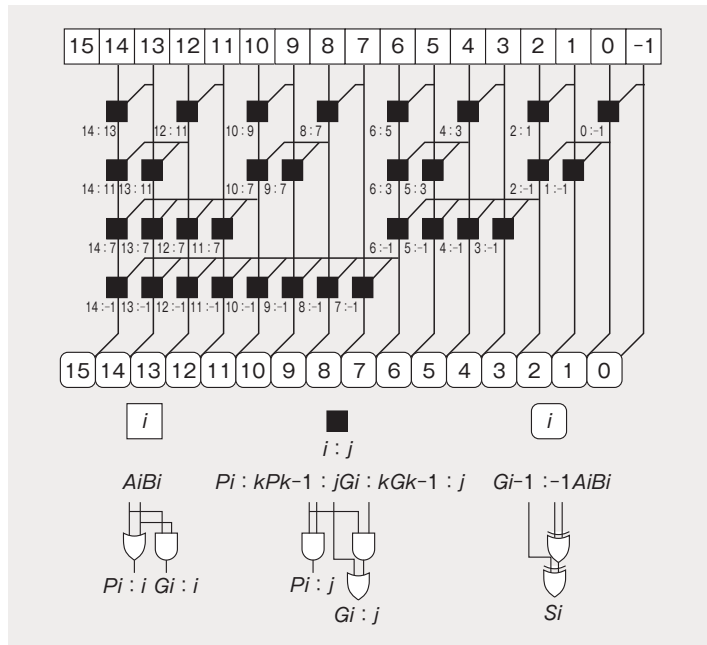 15 14 13 12 11 10 9 8 7 6 5 4 3 2 1 0 -1
14:13 12:11 10:9 8:7 6:5 4:3 2:1 0:-1
14:11 13:11 10:7 9:7 6:3 5:3 2:-1 1:-1
14:7 13:7 12:7 11:7 6:-1 5:-1 4:-1 3:-1
14:-1 13:-1 12:-1 11:-1 10:-1 9:-1 8:-1 7:-1
15 14 13 12 11 10 9 8 7 6 5 4 3 2 1 0
i i
i : j
AiBi Pi : kPk-1 : jGi : kGk-1 : j Gi-1 :-1AiBi
Pi : i Gi : i Pi : j
Gi : j Si